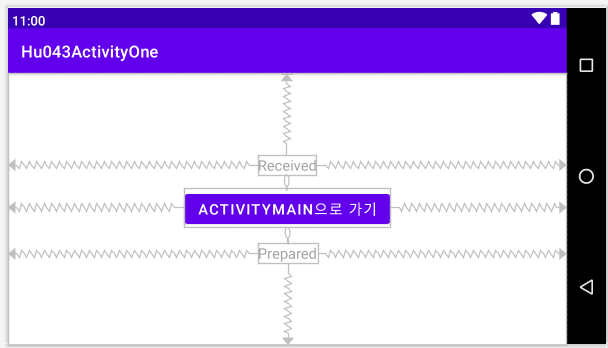 11:00
Hu043ActivityOne
Received
ACTIVITYMAIN으로 가기
Prepared